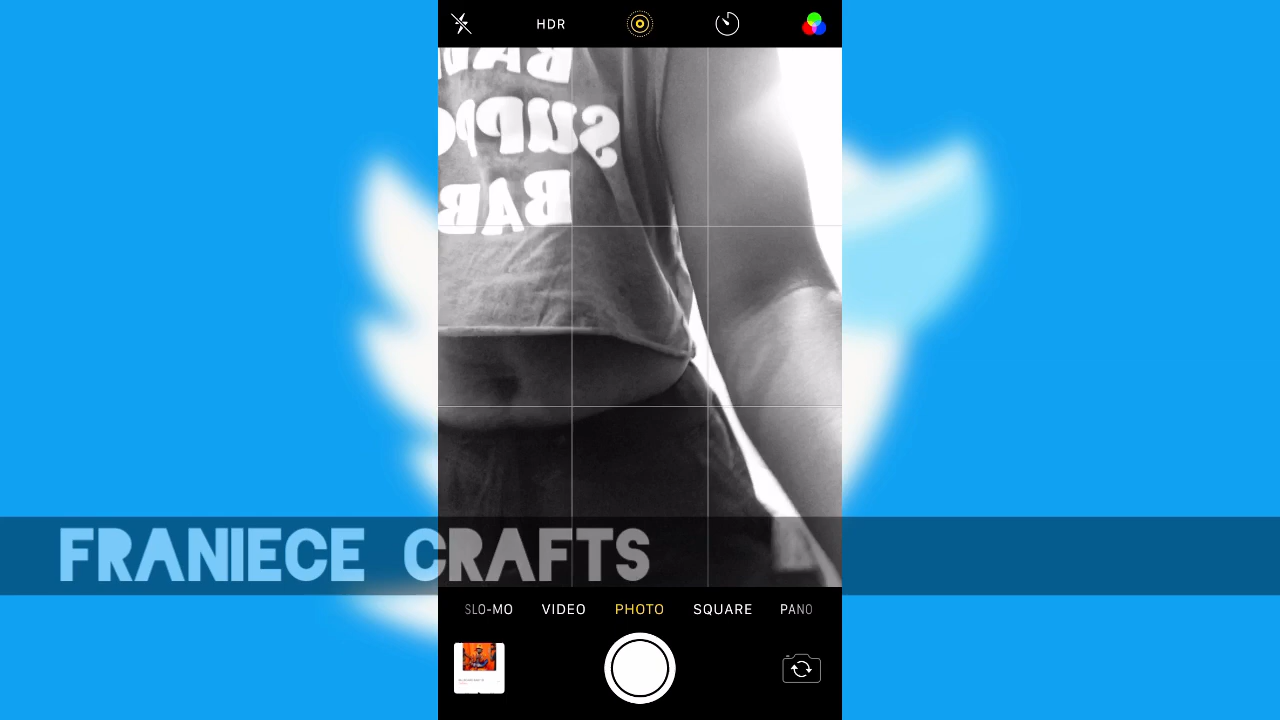 HDR
SUPP
BAB
FRANIECE CRAFTS
SLO-MO VIDEO PHOTO SQUARE PANO